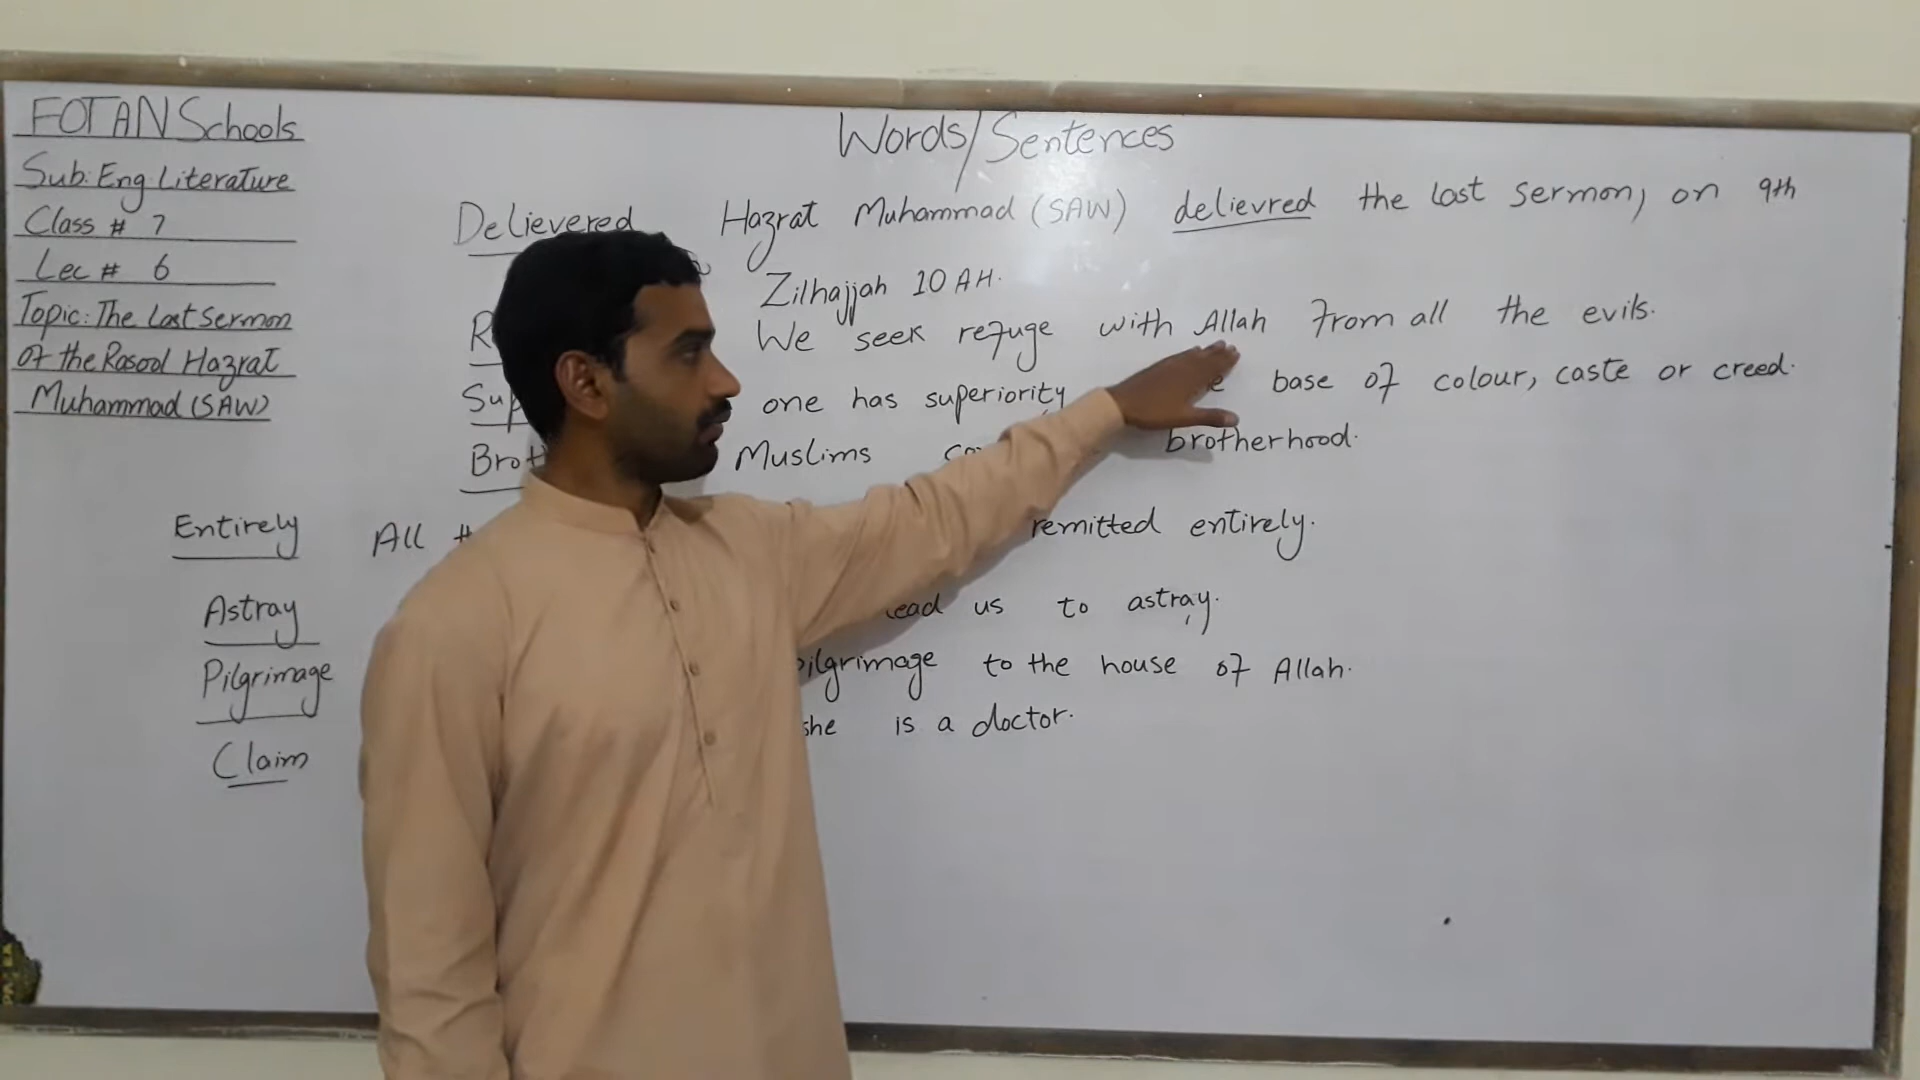 FOTAN Schools
Sub: Eng. Literature
Class # 7
Lec # 6
Topic: The Last Sermon
of the Rasool Hazrat
Muhammad (SAW)
Words/Sentences
Delievered Hazrat Muhammad (SAW) delievred the last sermon, on 9th
Zilhajjah 10 AH.
We seek refuge with Allah from all the evils.
one has superiority base of colour, caste or creed.
Muslims brotherhood.
Entirely All remitted entirely.
Astray lead us to astray.
Pilgrimage pilgrimage to the house of Allah.
Claim she is a doctor.